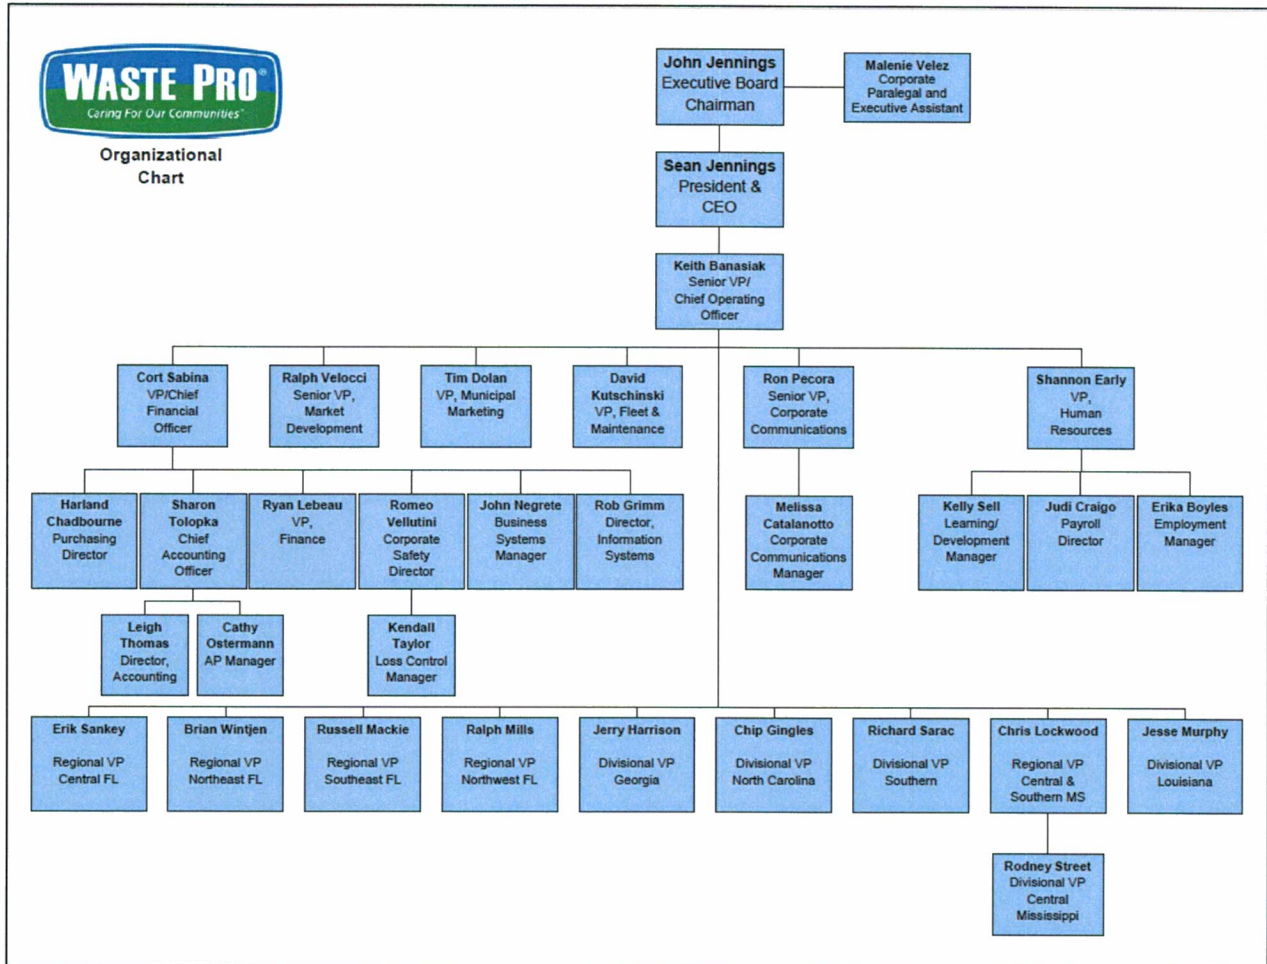 WASTE PRO®
Caring For Our Communities
Organizational
Chart
John Jennings
Executive Board
Chairman
Malenie Velez
Corporate
Paralegal and
Executive Assistant
Sean Jennings
President &
CEO
Keith Banasiak
Senior VP/
Chief Operating
Officer
Cort Sabina
VP/Chief
Financial
Officer
Ralph Velocci
Senior VP,
Market
Development
Tim Dolan
VP, Municipal
Marketing
David
Kutschinski
VP, Fleet &
Maintenance
Ron Pecora
Senior VP,
Corporate
Communications
Shannon Early
VP,
Human
Resources
Harland
Chadbourne
Purchasing
Director
Sharon
Tolopka
Chief
Accounting
Officer
Ryan Lebeau
VP,
Finance
Romeo
Vellutini
Corporate
Safety
Director
John Negrete
Business
Systems
Manager
Rob Grimm
Director,
Information
Systems
Melissa
Catalanotto
Corporate
Communications
Manager
Kelly Sell
Learning/
Development
Manager
Judi Craigo
Payroll
Director
Erika Boyles
Employment
Manager
Leigh
Thomas
Director,
Accounting
Cathy
Ostermann
AP Manager
Kendall
Taylor
Loss Control
Manager
Erik Sankey
Regional VP
Central FL
Brian Wintjen
Regional VP
Northeast FL
Russell Mackie
Regional VP
Southeast FL
Ralph Mills
Regional VP
Northwest FL
Jerry Harrison
Divisional VP
Georgia
Chip Gingles
Divisional VP
North Carolina
Richard Sarac
Divisional VP
Southern
Chris Lockwood
Regional VP
Central &
Southern MS
Jesse Murphy
Divisional VP
Louisiana
Rodney Street
Divisional VP
Central
Mississippi